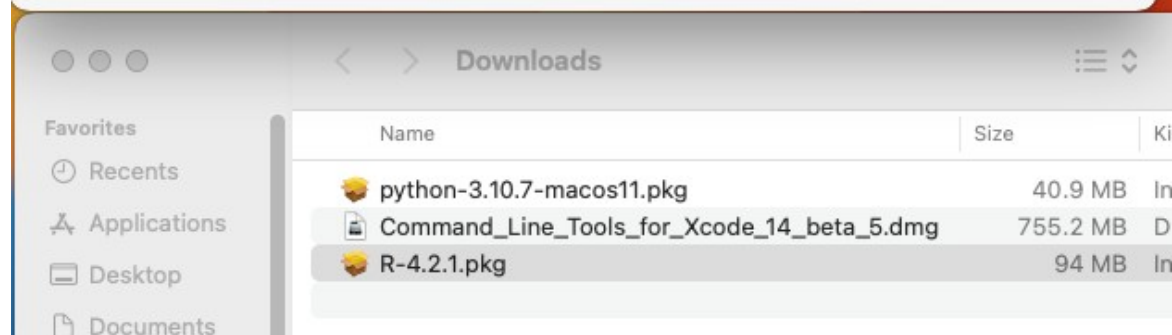 Downloads
Favorites
Recents
Applications
Desktop
Documents
Name Size
python-3.10.7-macos11.pkg 40.9 MB
Command_Line_Tools_for_Xcode_14_beta_5.dmg 755.2 MB
R-4.2.1.pkg 94 MB